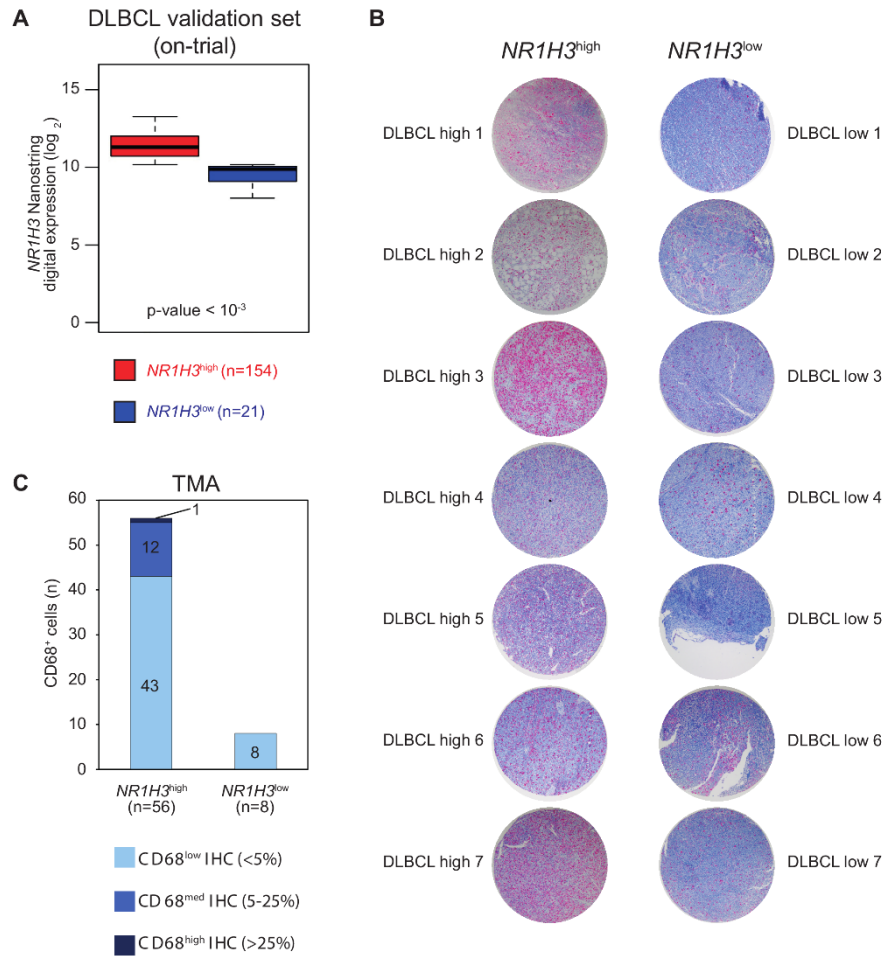 A
DLBCL validation set
(on-trial)
NR1H3 Nanostring
digital expression (log ₂)
15
10
5
0
p-value < 10⁻³
NR1H3ʰⁱᵍʰ (n=154)
NR1H3ˡᵒʷ (n=21)
B
NR1H3ʰⁱᵍʰ
NR1H3ˡᵒʷ
DLBCL high 1
DLBCL low 1
DLBCL high 2
DLBCL low 2
DLBCL high 3
DLBCL low 3
DLBCL high 4
DLBCL low 4
DLBCL high 5
DLBCL low 5
DLBCL high 6
DLBCL low 6
DLBCL high 7
DLBCL low 7
C
TMA
CD68⁺ cells (n)
60
50
40
30
20
10
0
1
12
43
8
NR1H3ʰⁱᵍʰ
(n=56)
NR1H3ˡᵒʷ
(n=8)
CD68ˡᵒʷ IHC (<5%)
CD68ᵐᵉᵈ IHC (5-25%)
CD68ʰⁱᵍʰ IHC (>25%)